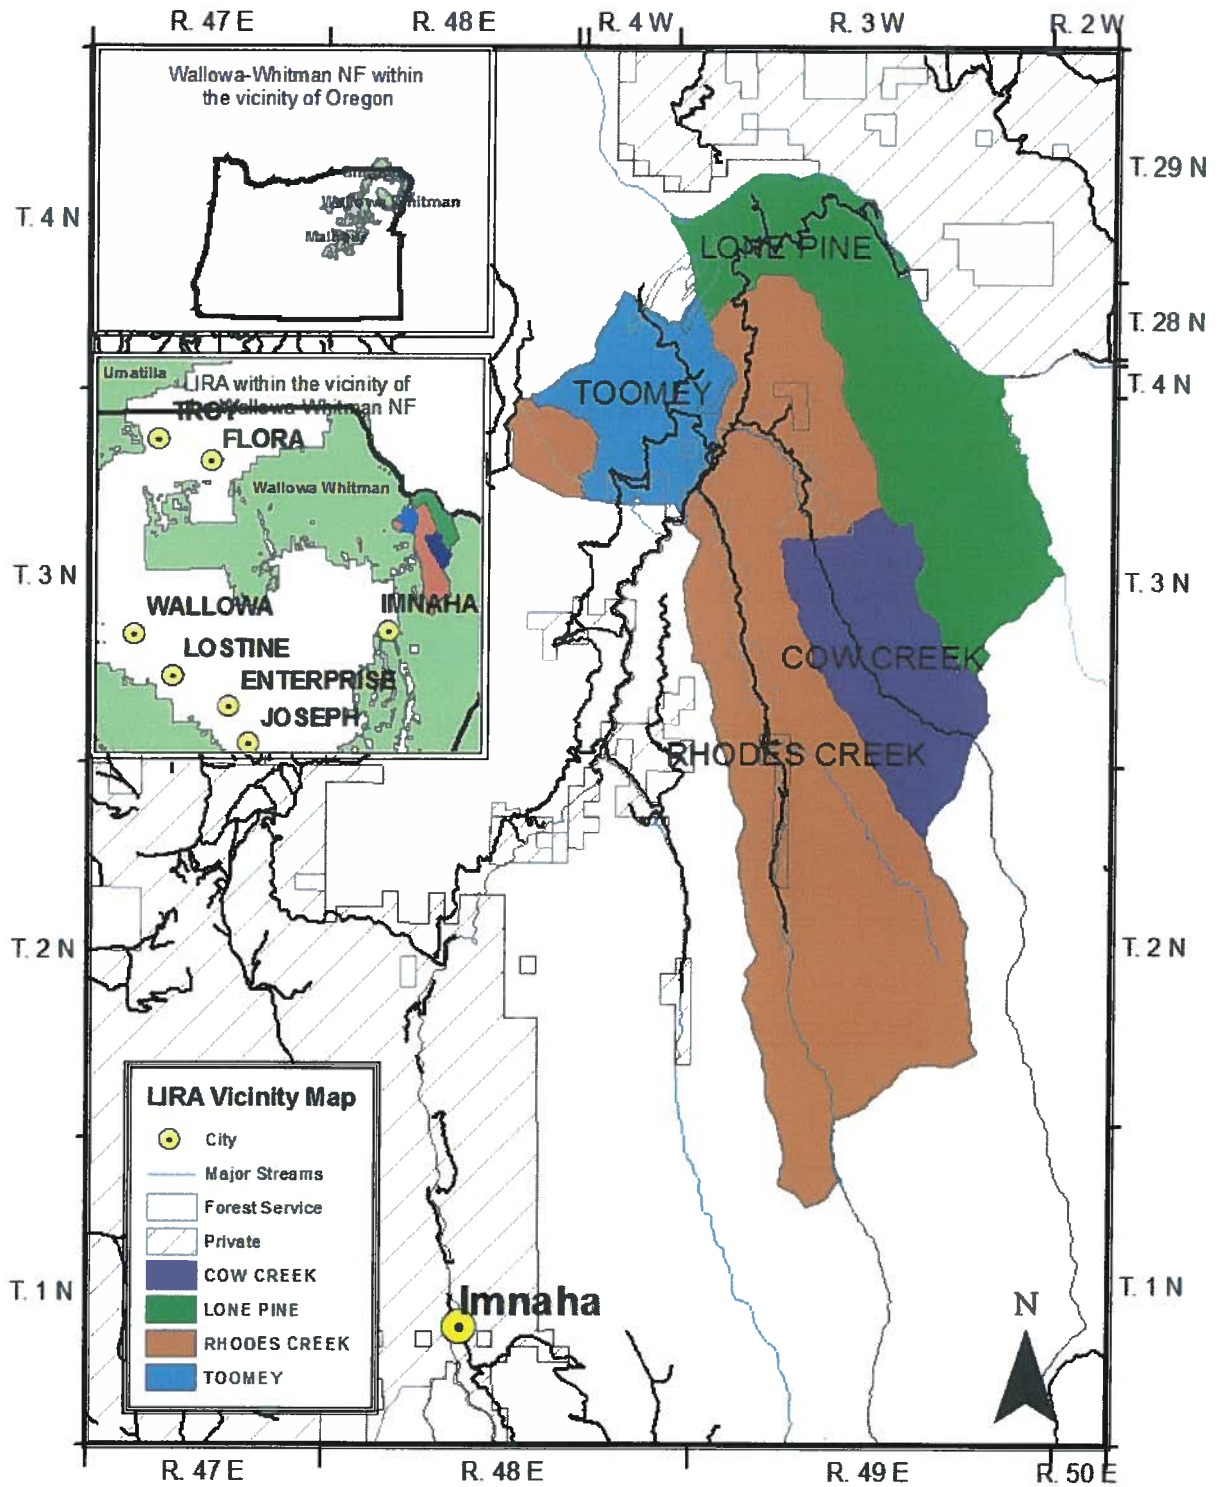 R. 47 E
R. 48 E
R. 4 W
R. 3 W
R. 2 W
Wallowa-Whitman NF within
the vicinity of Oregon
Wallowa Whitman
T. 4 N
T. 29 N
T. 28 N
T. 4 N
LONE PINE
TOOMEY
Umatilla
LIRA within the vicinity of
Wallowa-Whitman NF
TROY
FLORA
Wallowa Whitman
T. 3 N
T. 3 N
WALLOWA
IMNAHA
LOSTINE
ENTERPRISE
JOSEPH
COW CREEK
RHODES CREEK
T. 2 N
T. 2 N
LIRA Vicinity Map
City
Major Streams
Forest Service
Private
COW CREEK
LONE PINE
RHODES CREEK
TOOMEY
T. 1 N
T. 1 N
Imnaha
N
R. 47 E
R. 48 E
R. 49 E
R. 50 E